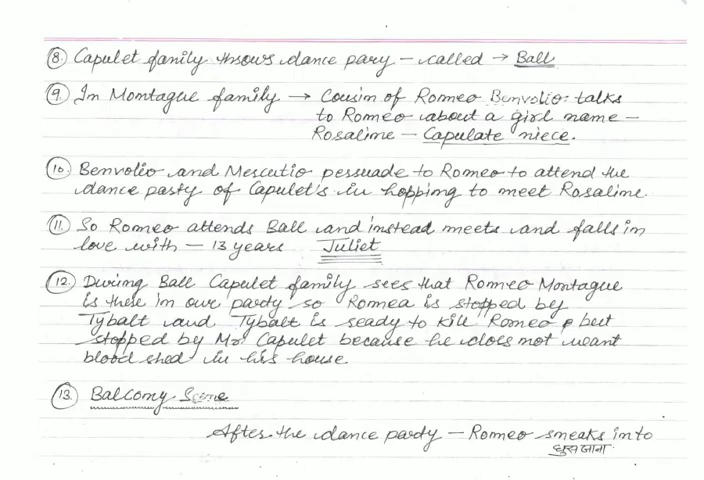 8. Capulet family throws dance pary - called → Ball
9. In Montague family → Cousim of Romeo Benvolio: talks
to Romeo about a girl name -
Rosaline - Capulate niece.
10. Benvolio and Mercutio pessuade to Romeo to attend the
dance party of Capulet's in hopping to meet Rosaline.
11. So Romeo attends Ball and instead meets and falls in
love with - 13 years Juliet
12. During Ball Capulet family sees that Romeo Montague
is there in our party so Romea is stopped by
Tybalt and Tybalt is ready to kill Romeo but
stopped by Mr Capulet because he does not want
blood shed in his house.
13. Balcony Scene
After the dance party - Romeo sneaks into
घुस जाना